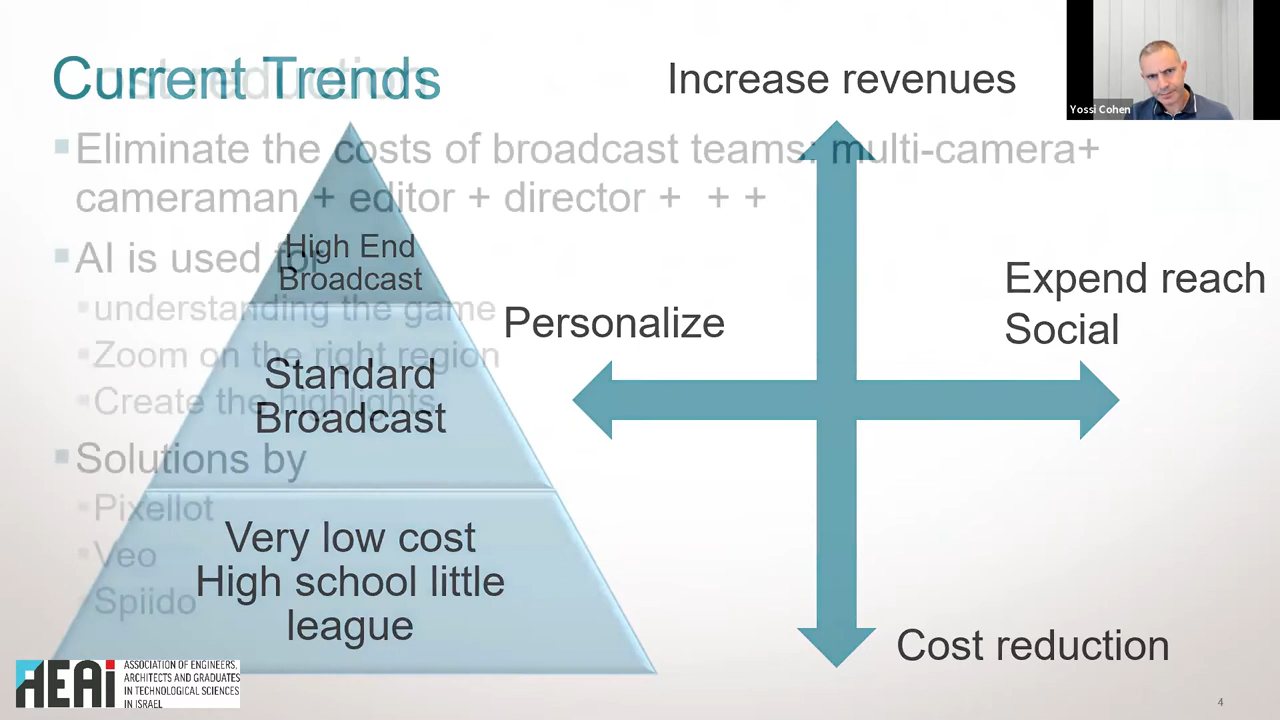 Current Trends
Cost reduction
Increase revenues
Yossi Cohen
Eliminate the costs of broadcast teams: multi-camera+
cameraman + editor + director + + +
AI is used for
understanding the game
Zoom on the right region
Create the highlights
Solutions by
Pixellot
Veo
Spiido
High End
Broadcast
Standard
Broadcast
Very low cost
High school little
league
Personalize
Expend reach
Social
Cost reduction
AEAi
ASSOCIATION OF ENGINEERS,
ARCHITECTS AND GRADUATES
IN TECHNOLOGICAL SCIENCES
IN ISRAEL
4